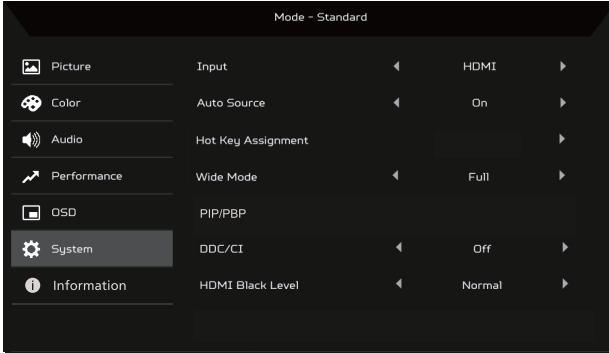 Mode - Standard
Picture
Input HDMI
Color
Auto Source On
Audio
Hot Key Assignment
Performance
Wide Mode Full
OSD
PIP/PBP
System
DDC/CI Off
Information
HDMI Black Level Normal